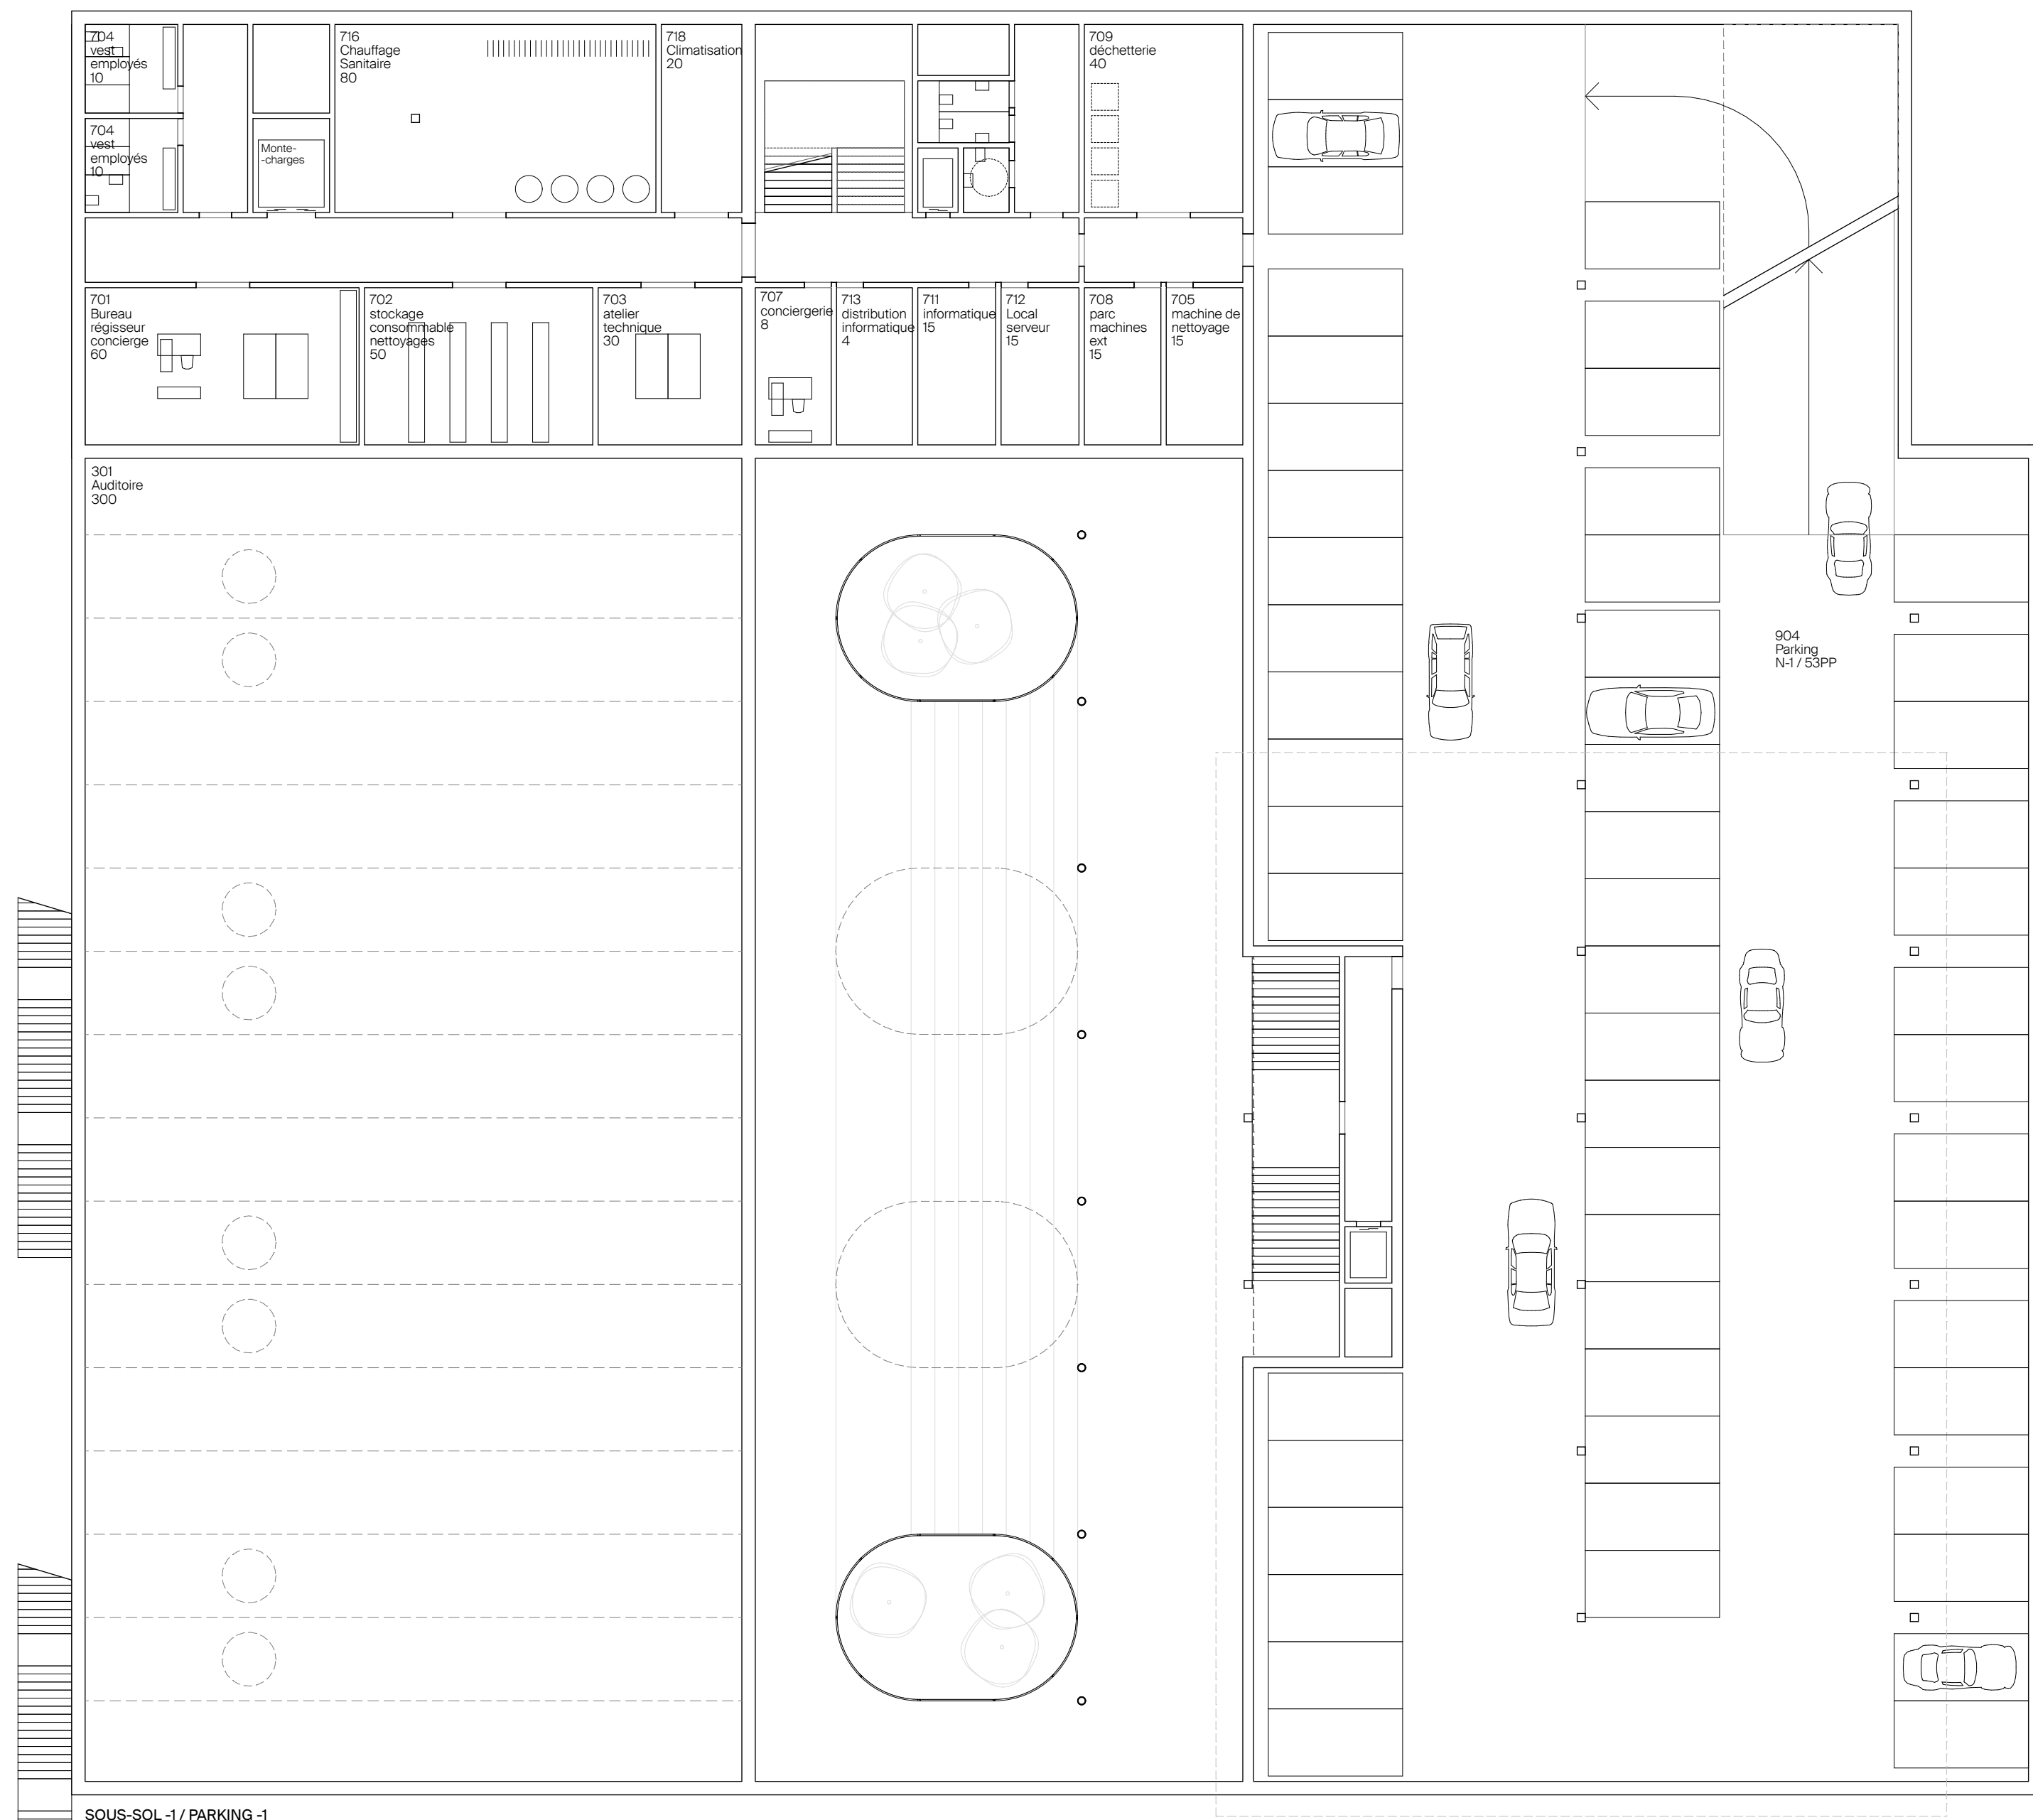 704
vest
employés
10
716
Chauffage
Sanitaire
80
718
Climatisation
20
709
déchetterie
40
704
vest
employés
10
Monte-
-charges
701
Bureau
régisseur
concierge
60
702
stockage
consommable
nettoyages
50
703
atelier
technique
30
707
conciergerie
8
713
distribution
informatique
4
711
informatique
15
712
Local
serveur
15
708
parc
machines
ext
15
705
machine de
nettoyage
15
301
Auditoire
300
904
Parking
N-1 / 53PP
SOUS-SOL -1 / PARKING -1